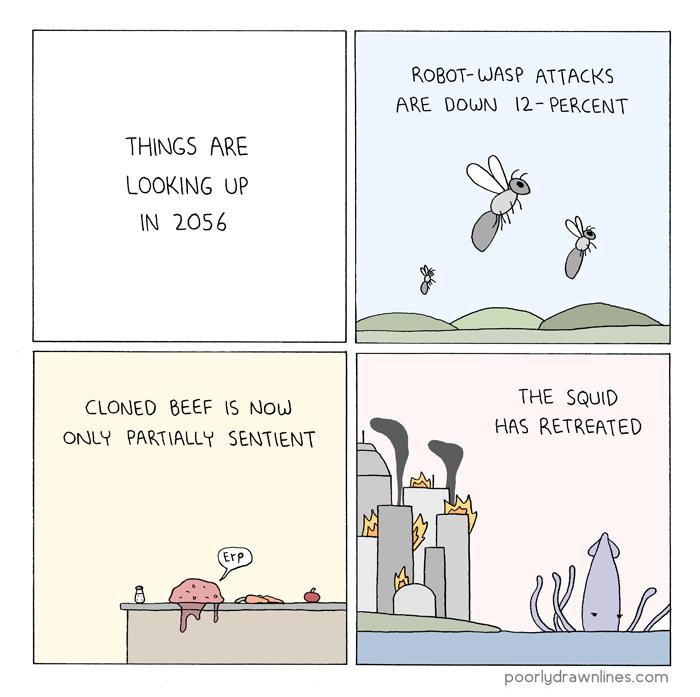 THINGS ARE
LOOKING UP
IN 2056
ROBOT-WASP ATTACKS
ARE DOWN 12-PERCENT
CLONED BEEF IS NOW
ONLY PARTIALLY SENTIENT
Erp
THE SQUID
HAS RETREATED
poorlydrawnlines.com